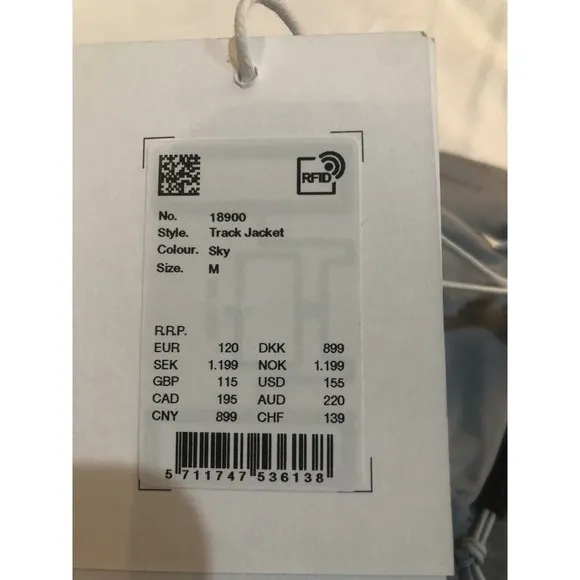 RFID
No. 18900
Style. Track Jacket
Colour. Sky
Size. M
R.R.P.
EUR 120 DKK 899
SEK 1.199 NOK 1.199
GBP 115 USD 155
CAD 195 AUD 220
CNY 899 CHF 139
5 711747 536138